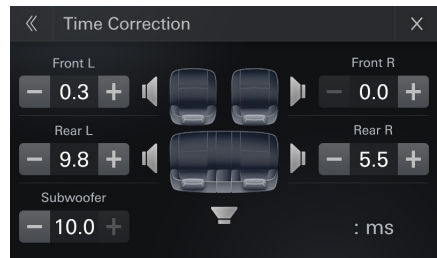 Time Correction X
Front L Front R
− 0.3 + − 0.0 +
Rear L Rear R
− 9.8 + − 5.5 +
Subwoofer
− 10.0 + : ms